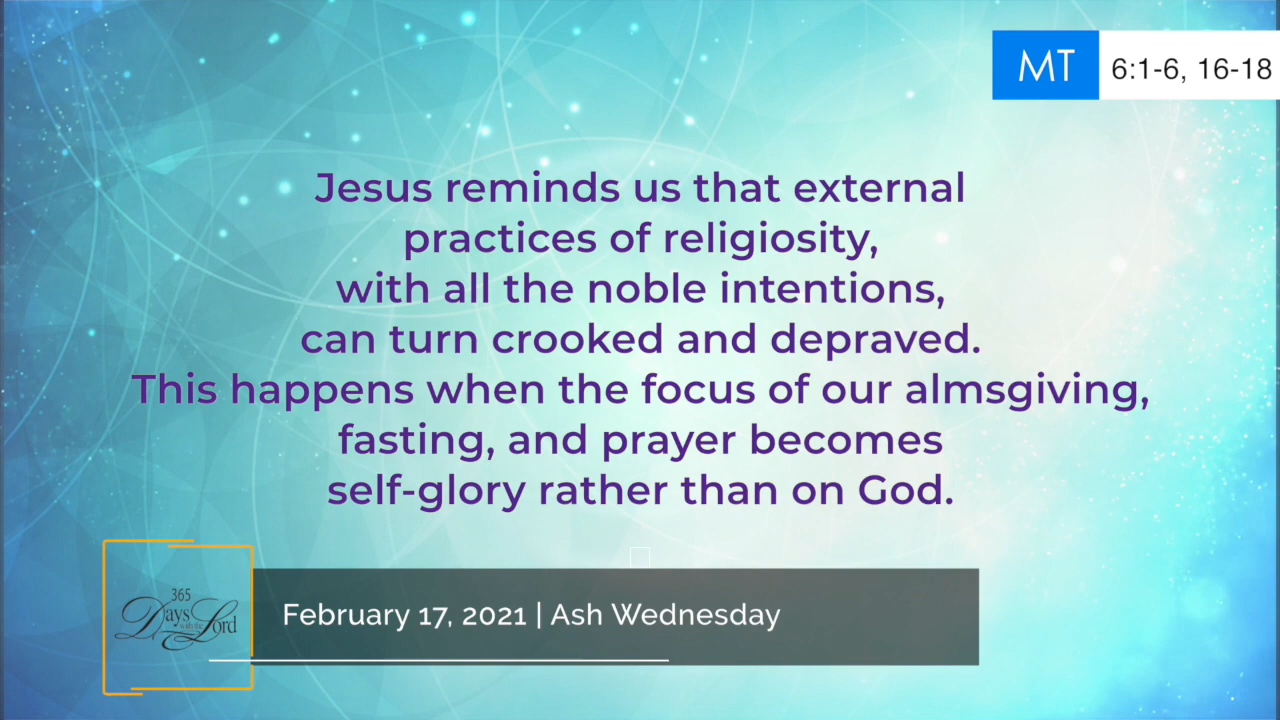 MT 6:1-6, 16-18
Jesus reminds us that external
practices of religiosity,
with all the noble intentions,
can turn crooked and depraved.
This happens when the focus of our almsgiving,
fasting, and prayer becomes
self-glory rather than on God.
365
Days with the Lord
February 17, 2021 | Ash Wednesday